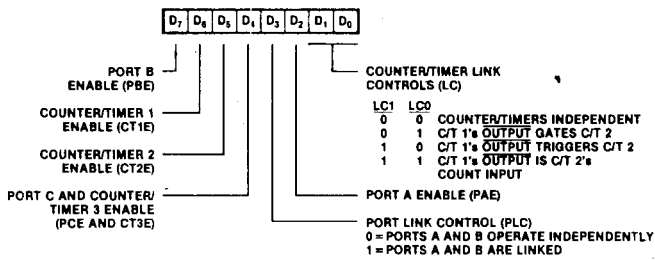 D7 D6 D5 D4 D3 D2 D1 D0
PORT B
ENABLE (PBE)
COUNTER/TIMER 1
ENABLE (CT1E)
COUNTER/TIMER 2
ENABLE (CT2E)
PORT C AND COUNTER/
TIMER 3 ENABLE
(PCE AND CT3E)
COUNTER/TIMER LINK
CONTROLS (LC)
LC1 LC0
0 0 COUNTER/TIMERS INDEPENDENT
0 1 C/T 1's OUTPUT GATES C/T 2
1 0 C/T 1's OUTPUT TRIGGERS C/T 2
1 1 C/T 1's OUTPUT IS C/T 2's
COUNT INPUT
PORT A ENABLE (PAE)
PORT LINK CONTROL (PLC)
0 = PORTS A AND B OPERATE INDEPENDENTLY
1 = PORTS A AND B ARE LINKED